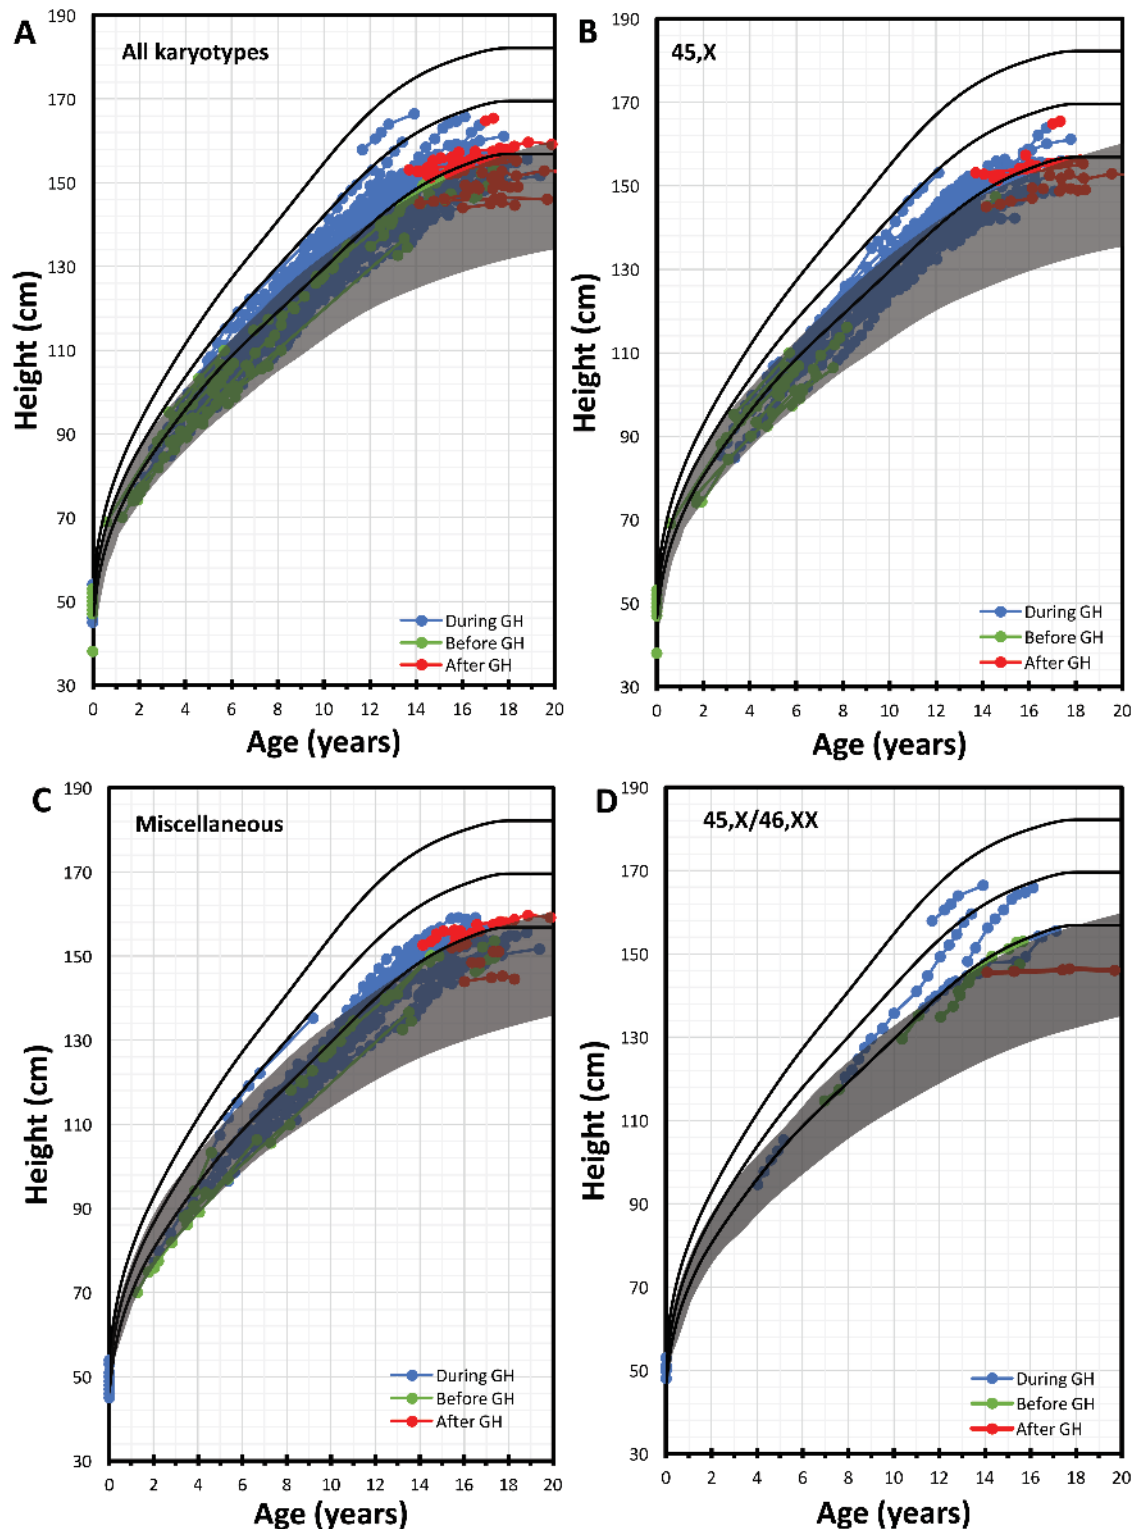 A
All karyotypes
190
170
150
130
110
90
70
50
30
Height (cm)
During GH
Before GH
After GH
0 2 4 6 8 10 12 14 16 18 20
Age (years)
B
45,X
190
170
150
130
110
90
70
50
30
Height (cm)
During GH
Before GH
After GH
0 2 4 6 8 10 12 14 16 18 20
Age (years)
C
Miscellaneous
190
170
150
130
110
90
70
50
30
Height (cm)
During GH
Before GH
After GH
0 2 4 6 8 10 12 14 16 18 20
Age (years)
D
45,X/46,XX
190
170
150
130
110
90
70
50
30
Height (cm)
During GH
Before GH
After GH
0 2 4 6 8 10 12 14 16 18 20
Age (years)